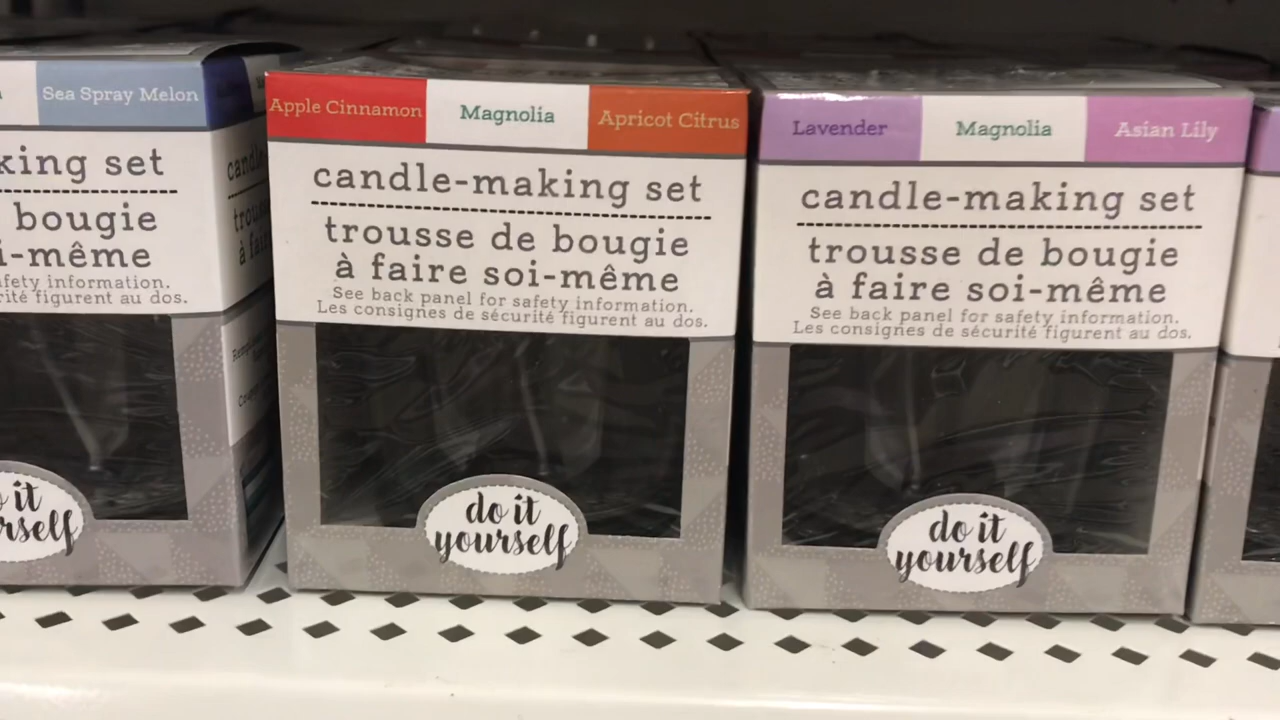 Sea Spray Melon
king set
bougie
i-même
afety information.
rité figurent au dos.
do it
yourself
Apple Cinnamon
Magnolia
Apricot Citrus
candle-making set
trousse de bougie
à faire soi-même
See back panel for safety information.
Les consignes de sécurité figurent au dos.
do it
yourself
Lavender
Magnolia
Asian Lily
candle-making set
trousse de bougie
à faire soi-même
See back panel for safety information.
Les consignes de sécurité figurent au dos.
do it
yourself